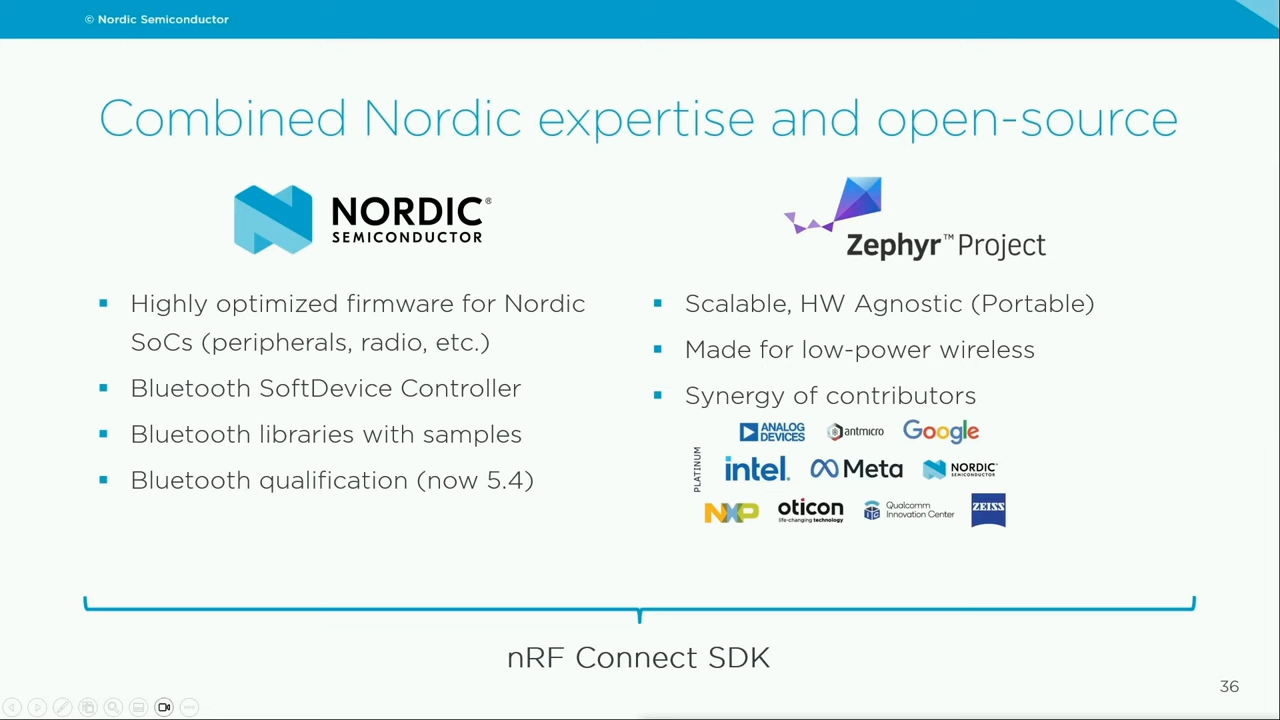 © Nordic Semiconductor
Combined Nordic expertise and open-source
NORDIC®
SEMICONDUCTOR
Zephyr™ Project
▪ Highly optimized firmware for Nordic
SoCs (peripherals, radio, etc.)
▪ Bluetooth SoftDevice Controller
▪ Bluetooth libraries with samples
▪ Bluetooth qualification (now 5.4)
▪ Scalable, HW Agnostic (Portable)
▪ Made for low-power wireless
▪ Synergy of contributors
PLATINUM
ANALOG
DEVICES
antmicro
Google
intel.
Meta
NORDIC
SEMICONDUCTOR
NXP
oticon
life-changing technology
Qualcomm
Innovation Center
ZEISS
nRF Connect SDK
36